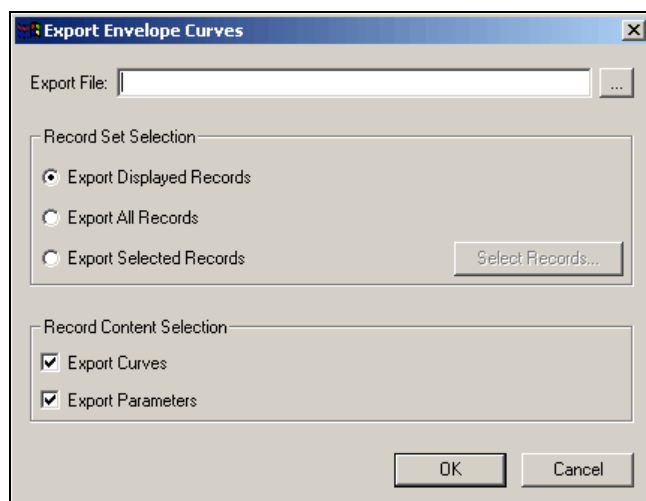 Export Envelope Curves
Export File:
...
Record Set Selection
Export Displayed Records
Export All Records
Export Selected Records
Select Records...
Record Content Selection
Export Curves
Export Parameters
OK
Cancel